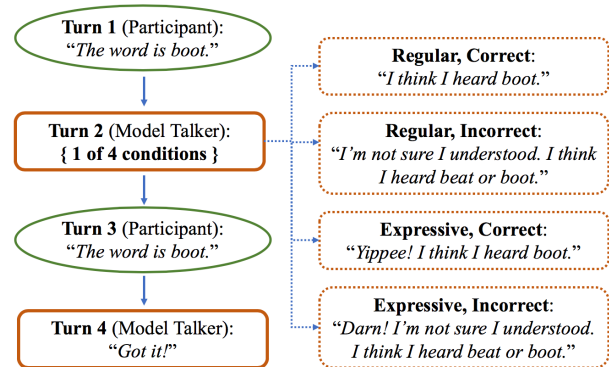 Turn 1 (Participant):
“The word is boot.”
Turn 2 (Model Talker):
{ 1 of 4 conditions }
Turn 3 (Participant):
“The word is boot.”
Turn 4 (Model Talker):
“Got it!”
Regular, Correct:
“I think I heard boot.”
Regular, Incorrect:
“I’m not sure I understood. I think
I heard beat or boot.”
Expressive, Correct:
“Yippee! I think I heard boot.”
Expressive, Incorrect:
“Darn! I’m not sure I understood.
I think I heard beat or boot.”